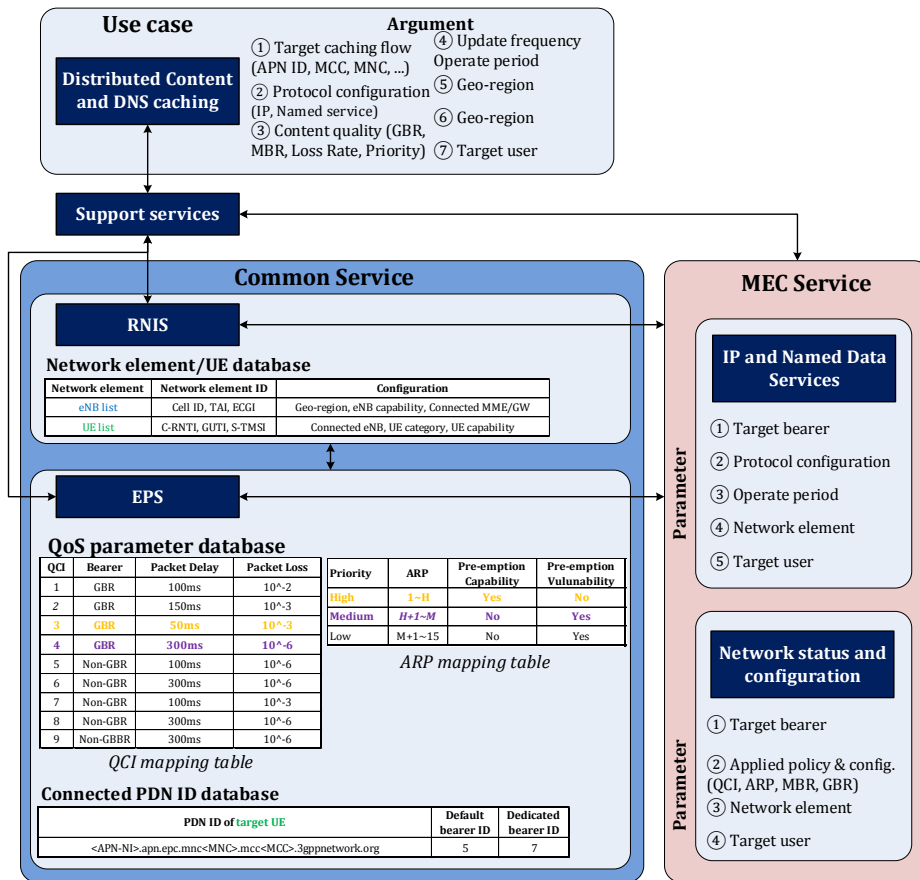 Use case
Distributed Content
and DNS caching
Argument
① Target caching flow
(APN ID, MCC, MNC, ...)
② Protocol configuration
(IP, Named service)
③ Content quality (GBR,
MBR, Loss Rate, Priority)
④ Update frequency
Operate period
⑤ Geo-region
⑥ Geo-region
⑦ Target user
Support services
Common Service
RNIS
Network element/UE database
Network element Network element ID Configuration
eNB list Cell ID, TAI, ECGI Geo-region, eNB capability, Connected MME/GW
UE list C-RNTI, GUTI, S-TMSI Connected eNB, UE category, UE capability
EPS
QoS parameter database
QCI Bearer Packet Delay Packet Loss
1 GBR 100ms 10^-2
2 GBR 150ms 10^-3
3 GBR 50ms 10^-3
4 GBR 300ms 10^-6
5 Non-GBR 100ms 10^-6
6 Non-GBR 300ms 10^-6
7 Non-GBR 100ms 10^-3
8 Non-GBR 300ms 10^-6
9 Non-GBBR 300ms 10^-6
QCI mapping table
Priority ARP Pre-emption Capability Pre-emption Vulunability
High 1~H Yes No
Medium H+1~M No Yes
Low M+1~15 No Yes
ARP mapping table
Connected PDN ID database
PDN ID of target UE Default bearer ID Dedicated bearer ID
<APN-NI>.apn.epc.mnc<MNC>.mcc<MCC>.3gppnetwork.org 5 7
MEC Service
IP and Named Data
Services
Parameter
① Target bearer
② Protocol configuration
③ Operate period
④ Network element
⑤ Target user
Network status and
configuration
Parameter
① Target bearer
② Applied policy & config.
(QCI, ARP, MBR, GBR)
③ Network element
④ Target user